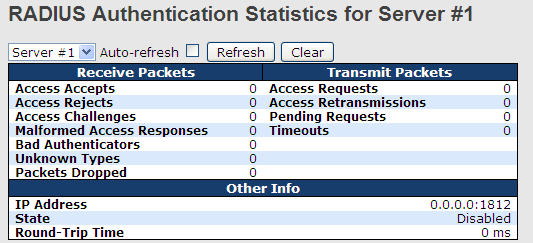 RADIUS Authentication Statistics for Server #1
Server #1 Auto-refresh Refresh Clear
Receive Packets Transmit Packets
Access Accepts 0 Access Requests 0
Access Rejects 0 Access Retransmissions 0
Access Challenges 0 Pending Requests 0
Malformed Access Responses 0 Timeouts 0
Bad Authenticators 0
Unknown Types 0
Packets Dropped 0
Other Info
IP Address 0.0.0.0:1812
State Disabled
Round-Trip Time 0 ms